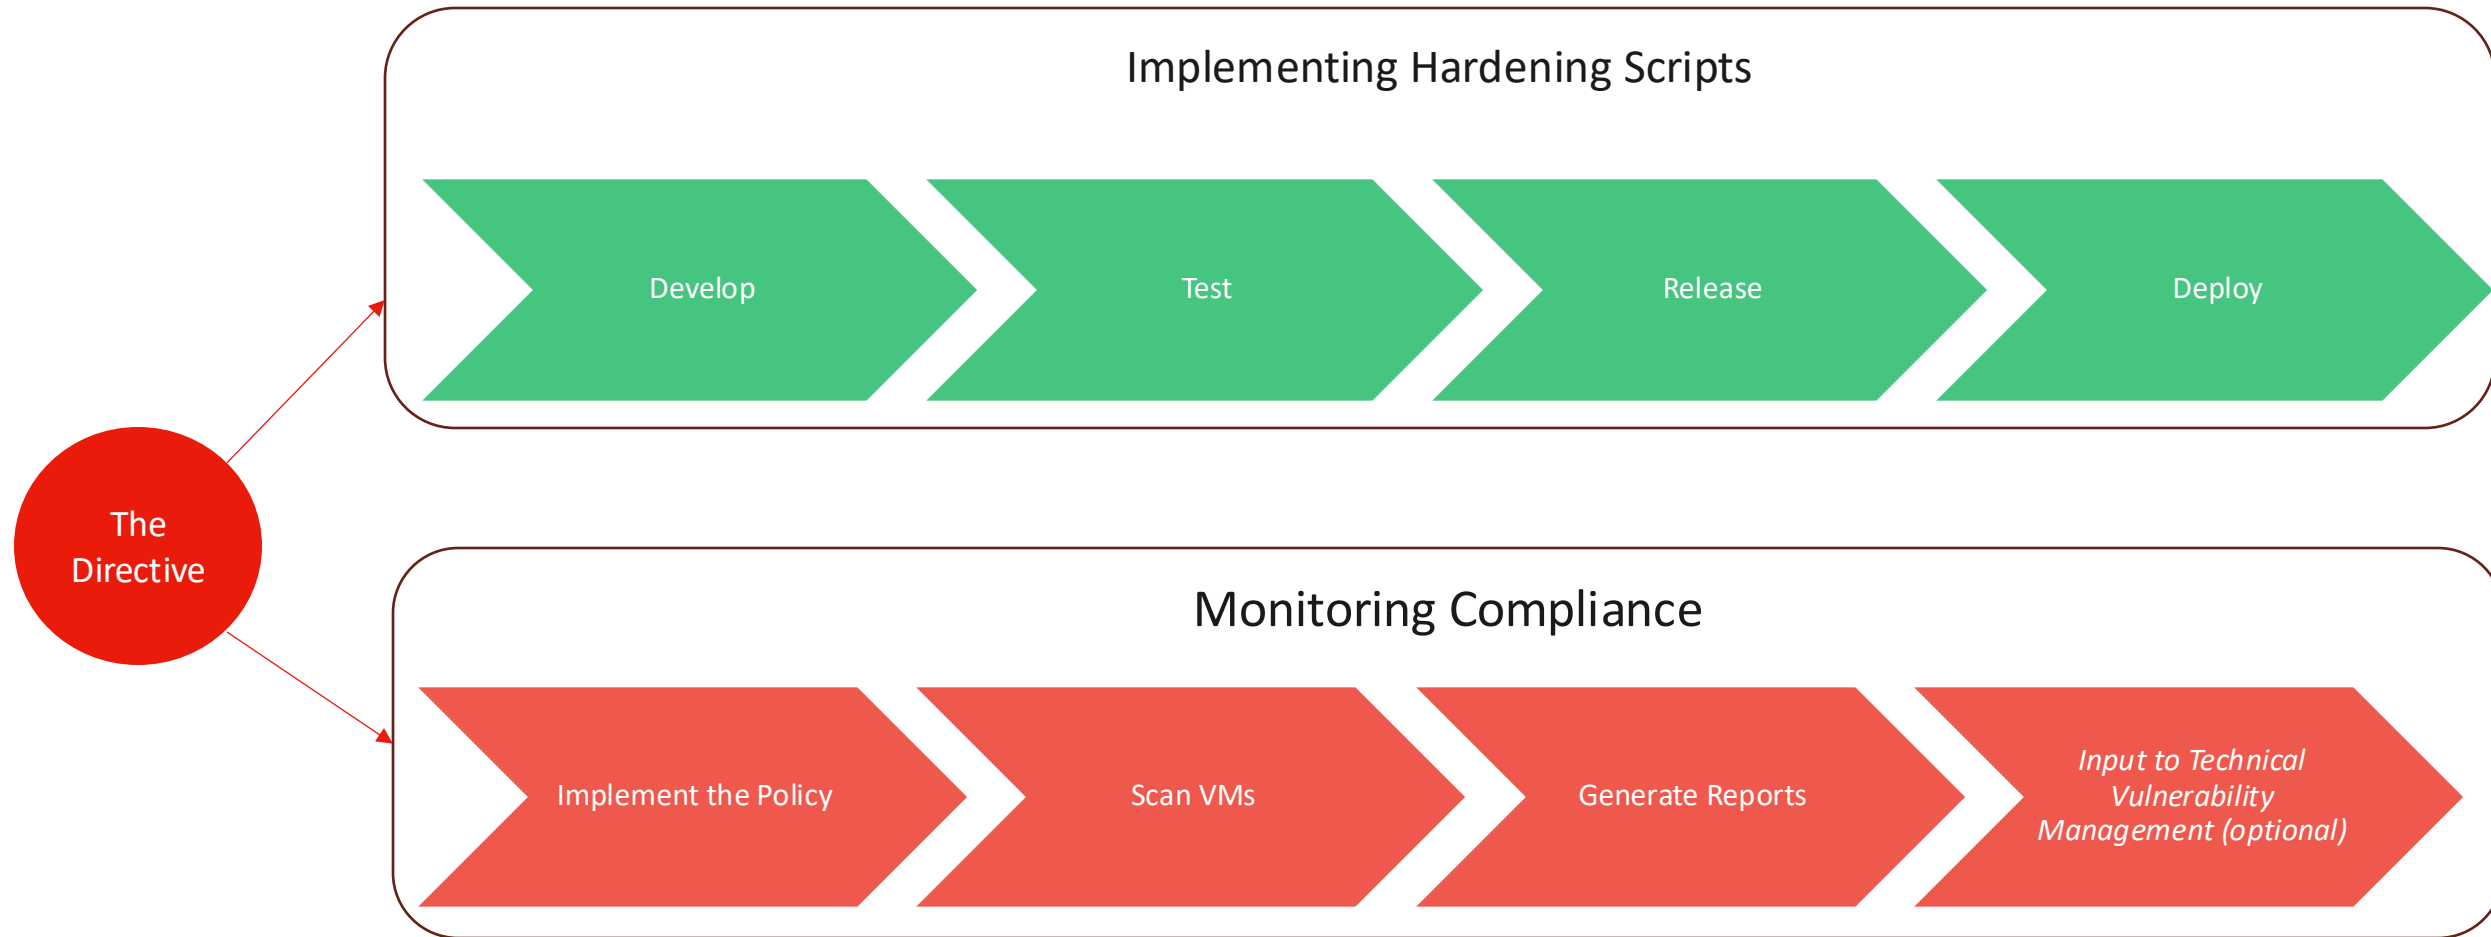 Implementing Hardening Scripts
Develop
Test
Release
Deploy
The
Directive
Monitoring Compliance
Implement the Policy
Scan VMs
Generate Reports
Input to Technical
Vulnerability
Management (optional)